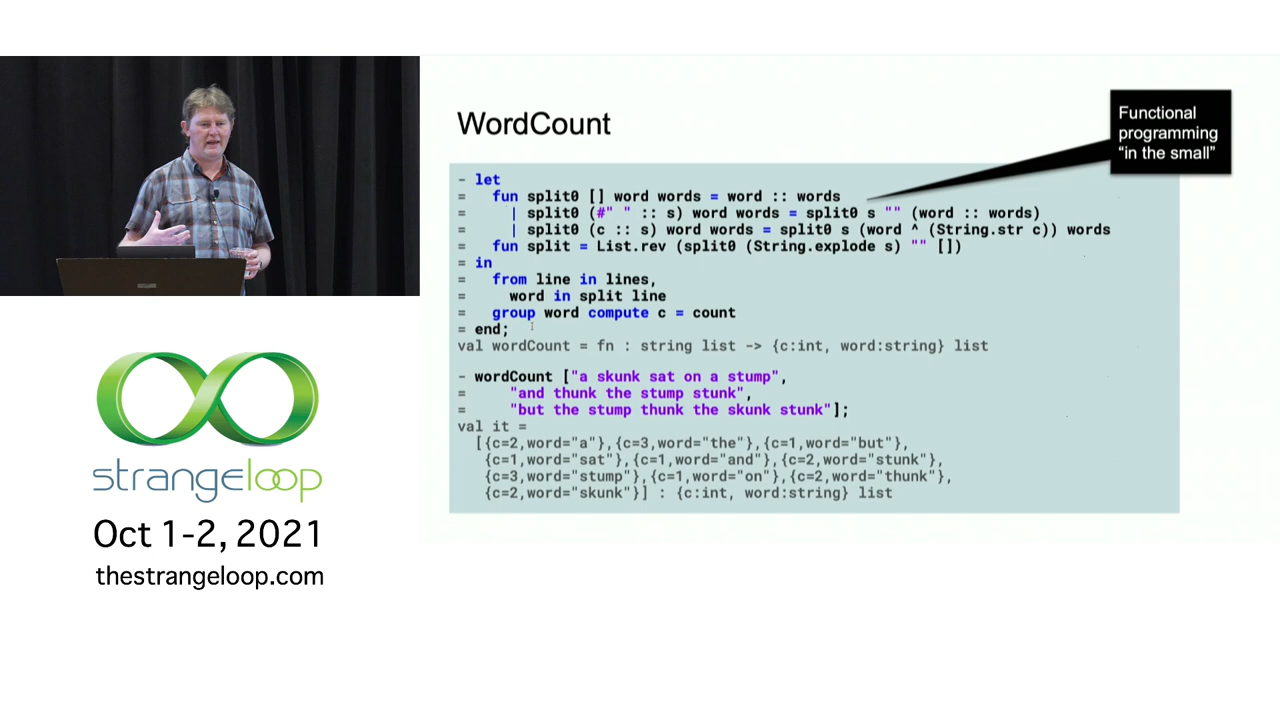 WordCount
Functional
programming
“in the small”
- let
=   fun split0 [] word words = word :: words
=     | split0 (#" " :: s) word words = split0 s "" (word :: words)
=     | split0 (c :: s) word words = split0 s (word ^ (String.str c)) words
=   fun split = List.rev (split0 (String.explode s) "" [])
= in
=   from line in lines,
=     word in split line
=   group word compute c = count
= end;
val wordCount = fn : string list -> {c:int, word:string} list
- wordCount ["a skunk sat on a stump",
=     "and thunk the stump stunk",
=     "but the stump thunk the skunk stunk"];
val it =
  [{c=2,word="a"},{c=3,word="the"},{c=1,word="but"},
   {c=1,word="sat"},{c=1,word="and"},{c=2,word="stunk"},
   {c=3,word="stump"},{c=1,word="on"},{c=2,word="thunk"},
   {c=2,word="skunk"}] : {c:int, word:string} list
strangeloop
Oct 1-2, 2021
thestrangeloop.com